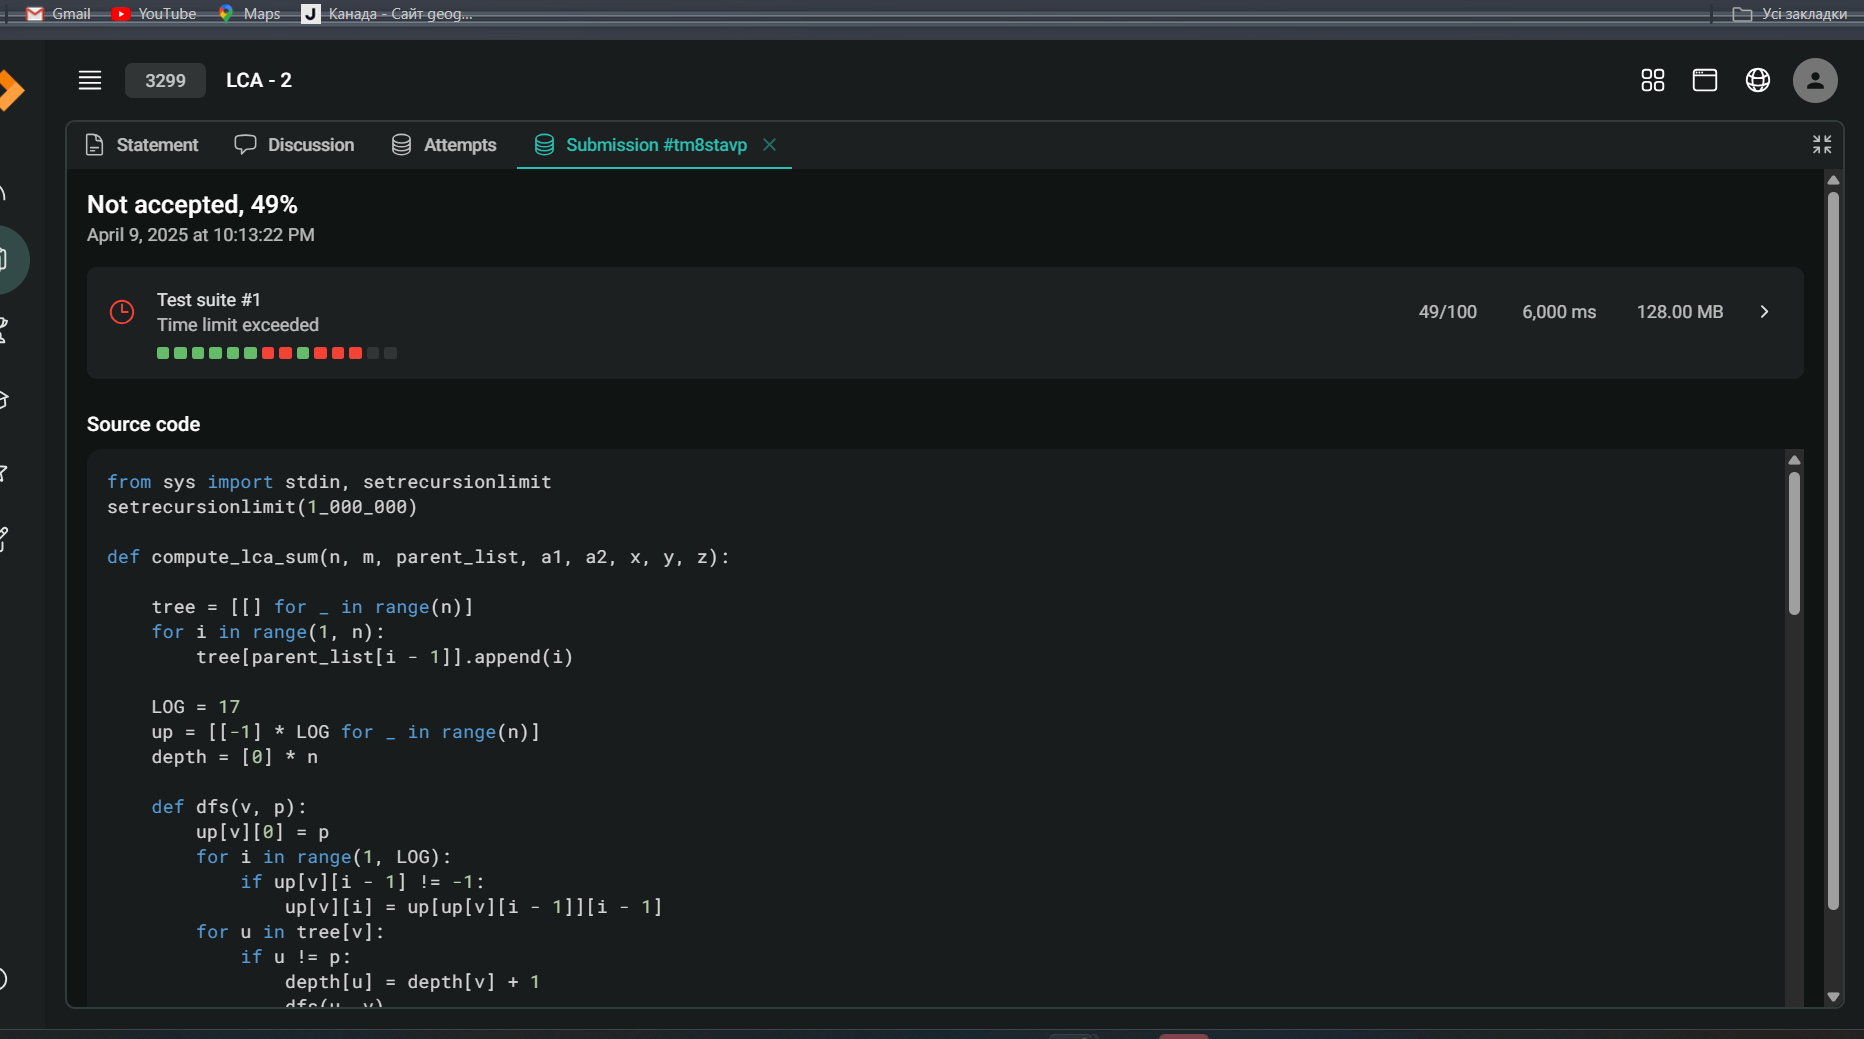 Gmail YouTube Maps Канада - Сайт geog... Усі закладки
3299 LCA - 2
Statement Discussion Attempts Submission #tm8stavp
Not accepted, 49%
April 9, 2025 at 10:13:22 PM
Test suite #1
Time limit exceeded
49/100 6,000 ms 128.00 MB
Source code
from sys import stdin, setrecursionlimit
setrecursionlimit(1_000_000)
def compute_lca_sum(n, m, parent_list, a1, a2, x, y, z):
    tree = [[] for _ in range(n)]
    for i in range(1, n):
        tree[parent_list[i - 1]].append(i)
    LOG = 17
    up = [[-1] * LOG for _ in range(n)]
    depth = [0] * n
    def dfs(v, p):
        up[v][0] = p
        for i in range(1, LOG):
            if up[v][i - 1] != -1:
                up[v][i] = up[up[v][i - 1]][i - 1]
        for u in tree[v]:
            if u != p:
                depth[u] = depth[v] + 1
                dfs(u, v)